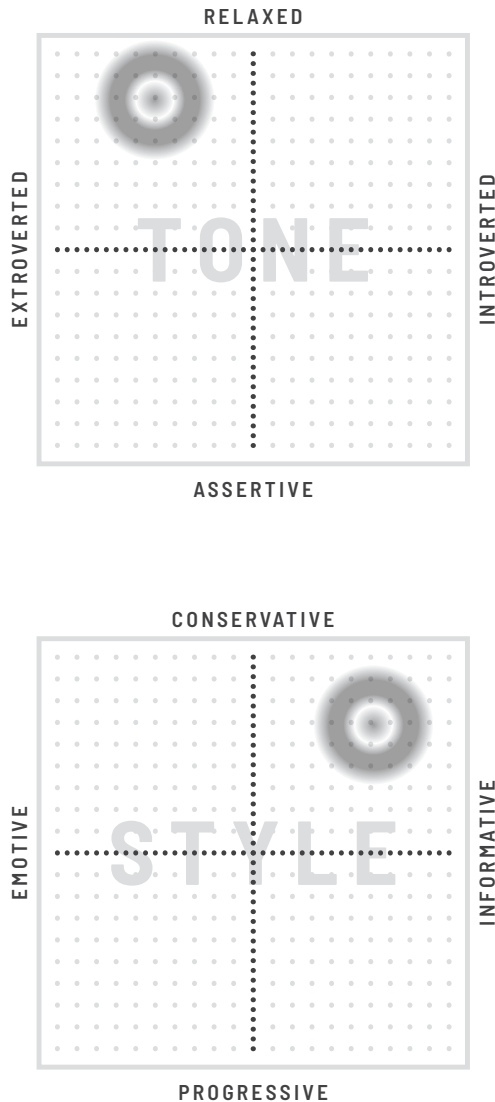 RELAXED
EXTROVERTED
TONE
INTROVERTED
ASSERTIVE
CONSERVATIVE
EMOTIVE
STYLE
INFORMATIVE
PROGRESSIVE